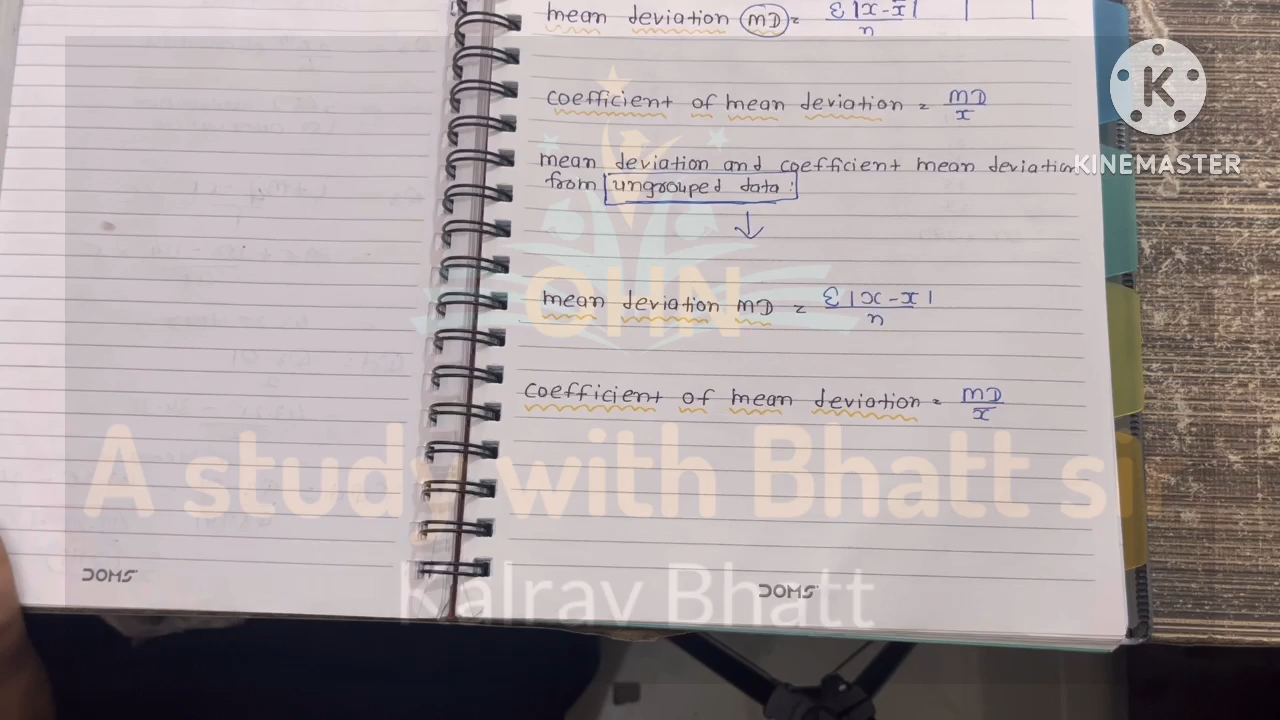 mean deviation MD = Σ|x-x̄|
n
coefficient of mean deviation = MD
x
KINEMASTER
mean deviation and coefficient mean deviation
from ungrouped data:
↓
OHN
mean deviation MD = Σ|x-x|
n
coefficient of mean deviation = MD
x
A study with Bhatt si
Kalrav Bhatt
DOMS
DOMS